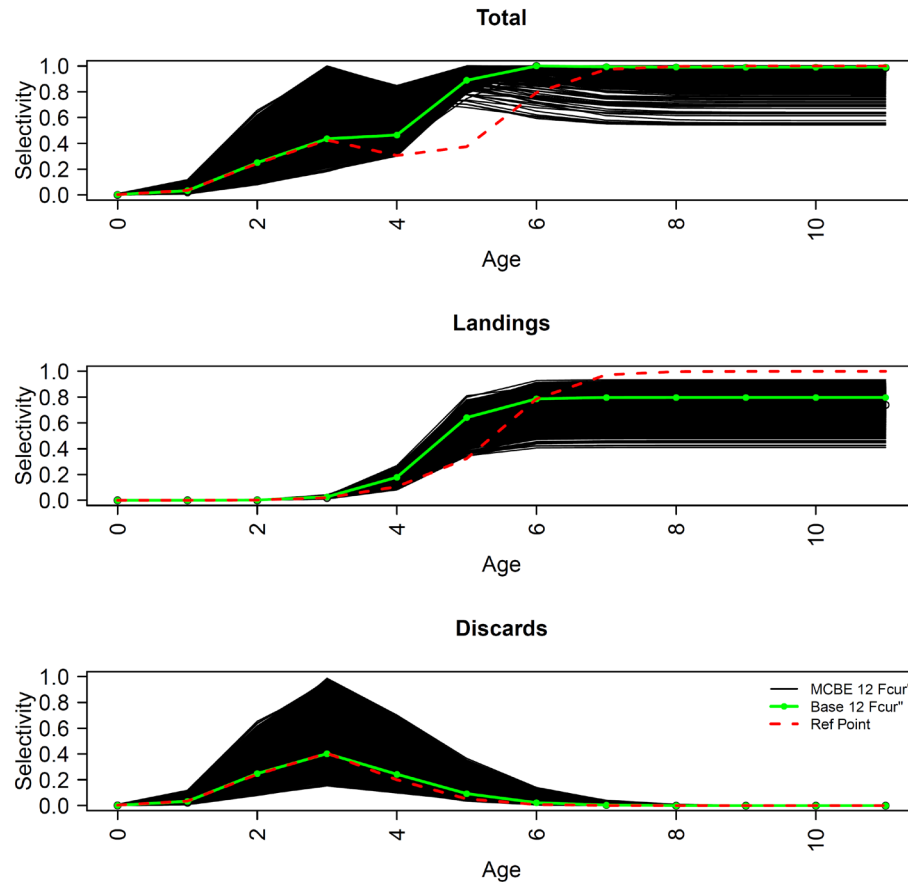 Total
1.0
0.8
0.6
0.4
0.2
0.0
Selectivity
0 2 4 6 8 10
Age
Landings
1.0
0.8
0.6
0.4
0.2
0.0
Selectivity
0 2 4 6 8 10
Age
Discards
1.0
0.8
0.6
0.4
0.2
0.0
Selectivity
MCBE 12 Fcur"
Base 12 Fcur"
Ref Point
0 2 4 6 8 10
Age